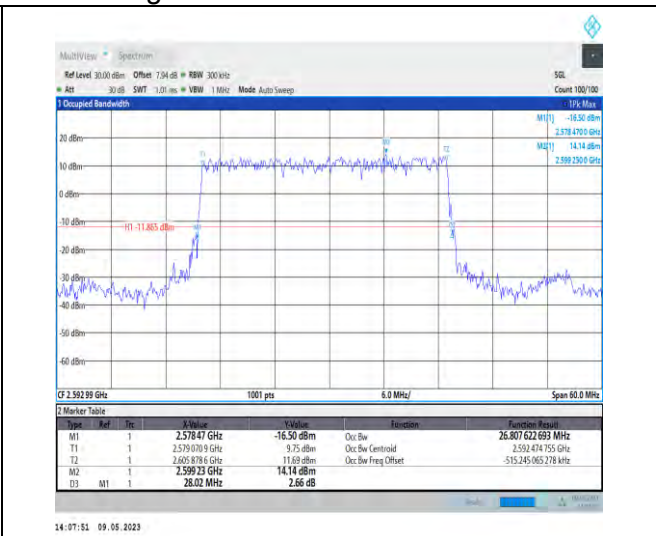 MultiView Spectrum
Ref Level 30.00 dBm Offset 7.94 dB RBW 300 kHz SGL
Att 30 dB SWT 1.01 ms VBW 1 MHz Mode Auto Sweep Count 100/100
1 Occupied Bandwidth 1Pk Max
M1[1] -16.50 dBm
2.578 4700 GHz
M2[1] 14.14 dBm
2.599 2300 GHz
20 dBm
10 dBm
0 dBm
-10 dBm
H1 -11.865 dBm
-20 dBm
-30 dBm
-40 dBm
-50 dBm
-60 dBm
T1
T2
CF 2.592 99 GHz 1001 pts 6.0 MHz/ Span 60.0 MHz
2 Marker Table
Type Ref Trc X-Value Y-Value Function Function Result
M1 1 2.578 47 GHz -16.50 dBm Occ Bw 26.807 622 693 MHz
T1 1 2.579 070 9 GHz 9.75 dBm Occ Bw Centroid 2.592 474 755 GHz
T2 1 2.605 878 6 GHz 11.69 dBm Occ Bw Freq Offset -515.245 065 278 kHz
M2 1 2.599 23 GHz 14.14 dBm
D3 M1 1 28.02 MHz 2.66 dB
14:07:51 09.05.2023